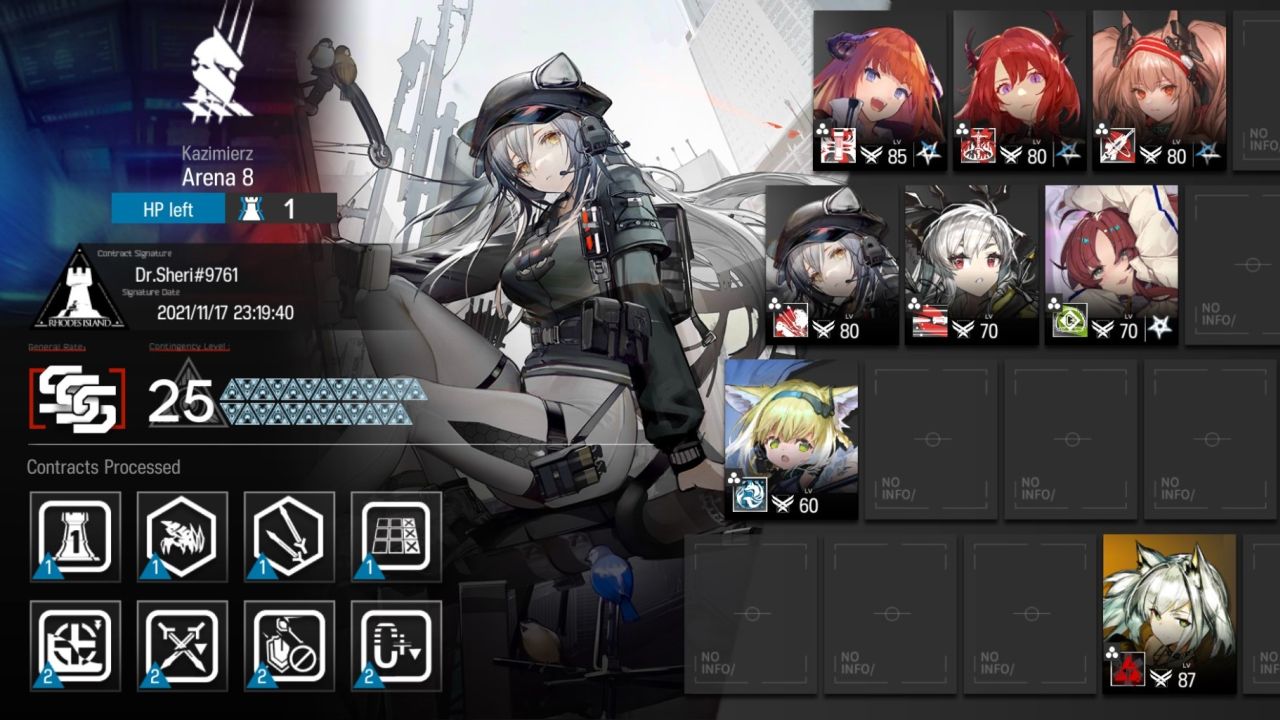 Kazimierz
Arena 8
HP left 1
Contract Signature
Dr.Sheri#9761
Signature Date
2021/11/17 23:19:40
RHODES ISLAND
General Rate:
Contingency Level:
SSS
25
Contracts Processed
1
1 1 1 1
2 2 2 2
LV
85
LV
80
LV
80
NO
INFO/
LV
80
LV
70
LV
70
NO
INFO/
LV
60
NO
INFO/
NO
INFO/
NO
INFO/
NO
INFO/
NO
INFO/
NO
INFO/
LV
87